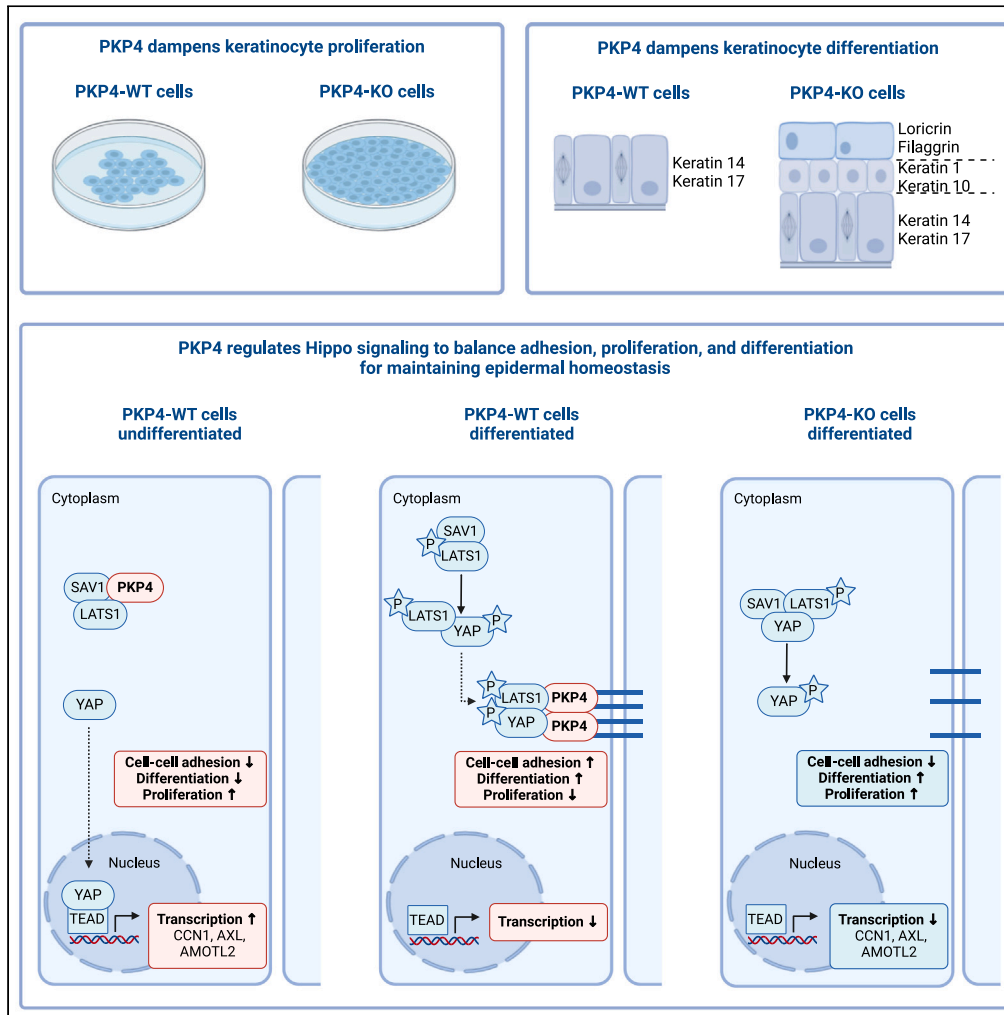 PKP4 dampens keratinocyte proliferation
PKP4-WT cells
PKP4-KO cells
PKP4 dampens keratinocyte differentiation
PKP4-WT cells
PKP4-KO cells
Keratin 14
Keratin 17
Loricrin
Filaggrin
Keratin 1
Keratin 10
Keratin 14
Keratin 17
PKP4 regulates Hippo signaling to balance adhesion, proliferation, and differentiation
for maintaining epidermal homeostasis
PKP4-WT cells
undifferentiated
Cytoplasm
SAV1
PKP4
LATS1
YAP
Cell-cell adhesion ↓
Differentiation ↓
Proliferation ↑
Nucleus
YAP
TEAD
Transcription ↑
CCN1, AXL,
AMOTL2
PKP4-WT cells
differentiated
Cytoplasm
SAV1
P
LATS1
P
LATS1
YAP
P
P
LATS1
PKP4
P
YAP
PKP4
Cell-cell adhesion ↑
Differentiation ↑
Proliferation ↓
Nucleus
TEAD
Transcription ↓
PKP4-KO cells
differentiated
Cytoplasm
SAV1
LATS1
P
YAP
YAP
P
Cell-cell adhesion ↓
Differentiation ↑
Proliferation ↑
Nucleus
TEAD
Transcription ↓
CCN1, AXL,
AMOTL2